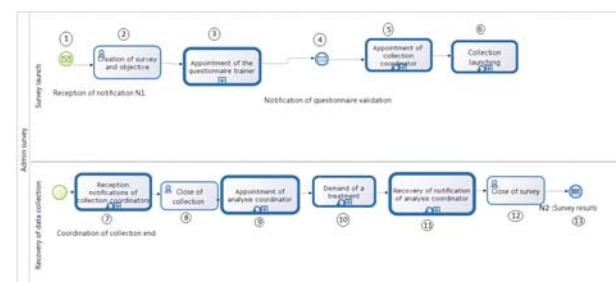 Admin survey
Survey launch
① ② ③ ④ ⑤ ⑥
Creation of survey
and objective
Appointment of the
questionnaire trainer
Appointment of
collection
coordinator
Collection
launching
Reception of notification N1
Notification of questionnaire validation
Recovery of data collection
Reception
notifications of
collection coordinators
Close of
collection
Appointment of
analysis coordinator
Demand of a
treatment
Recovery of notification
of analysis coordinator
Close of survey
⑦ ⑧ ⑨ ⑩ ⑪ ⑫ ⑬
N2 :Survey results
Coordination of collection end